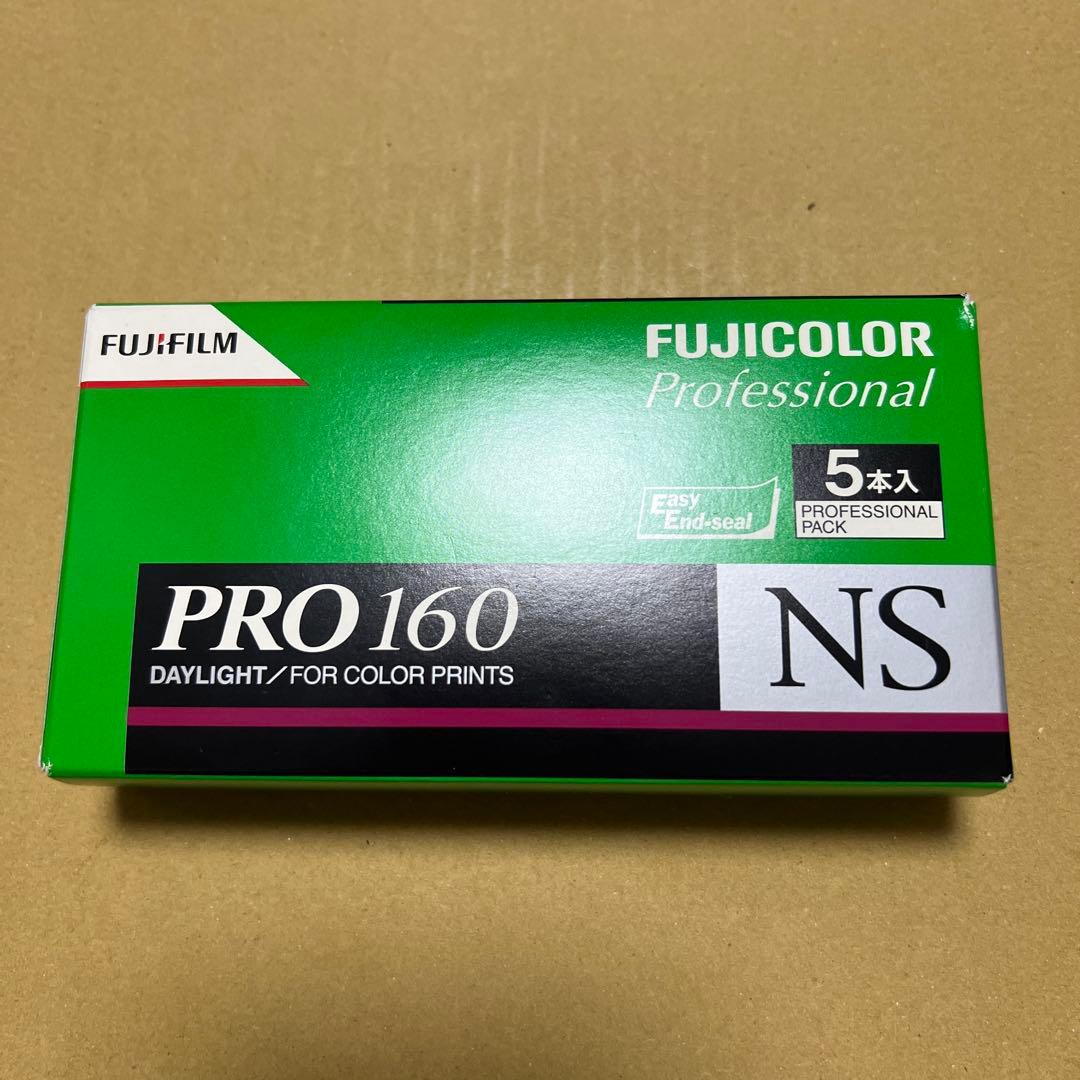 FUJIFILM
FUJICOLOR
Professional
Easy
End-seal
5本入
PROFESSIONAL
PACK
PRO 160
NS
DAYLIGHT/FOR COLOR PRINTS